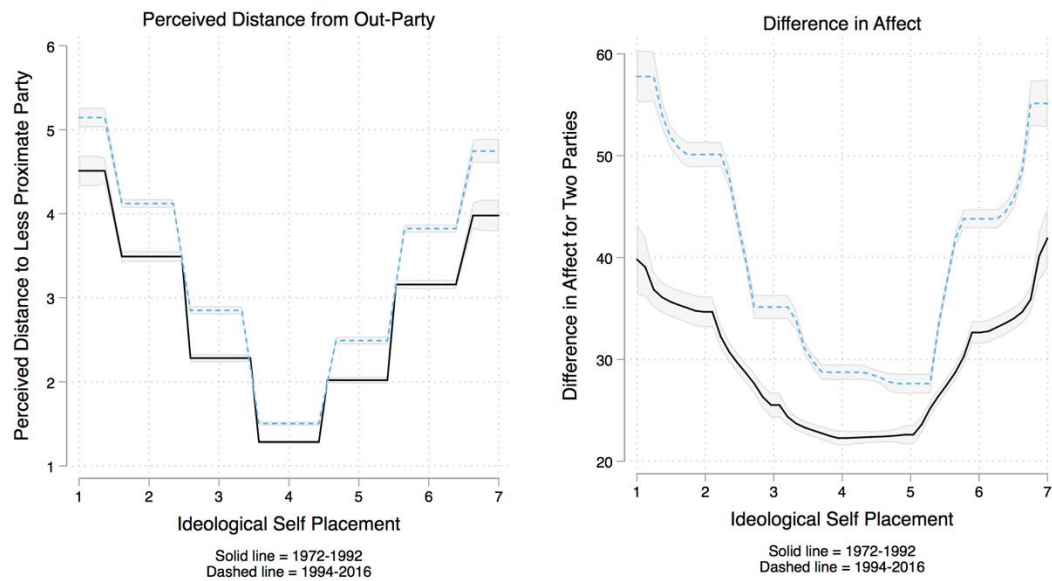 Perceived Distance from Out-Party
Perceived Distance to Less Proximate Party
6
5
4
3
2
1
1 2 3 4 5 6 7
Ideological Self Placement
Solid line = 1972-1992
Dashed line = 1994-2016
Difference in Affect
Difference in Affect for Two Parties
60
50
40
30
20
1 2 3 4 5 6 7
Ideological Self Placement
Solid line = 1972-1992
Dashed line = 1994-2016